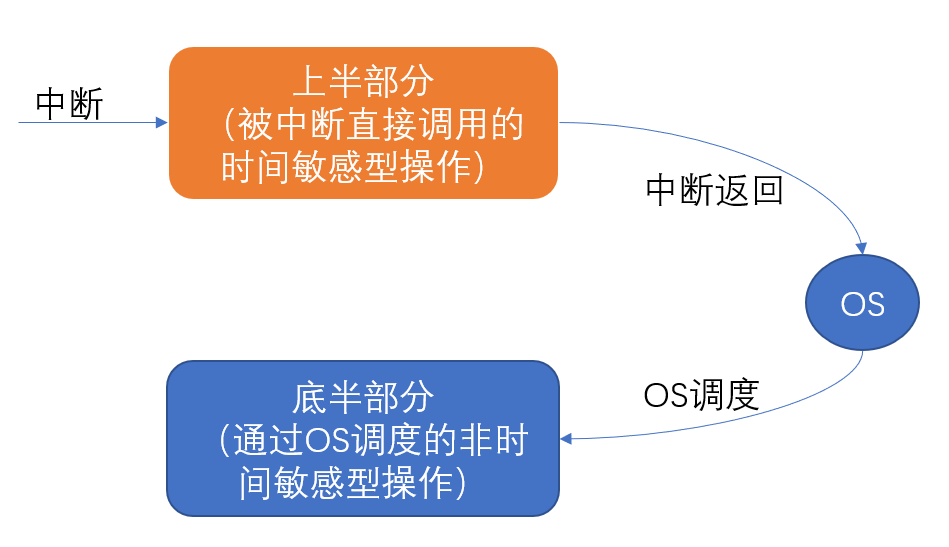 中断
上半部分
（被中断直接调用的
时间敏感型操作）
中断返回
OS
OS调度
底半部分
（通过OS调度的非时
间敏感型操作）